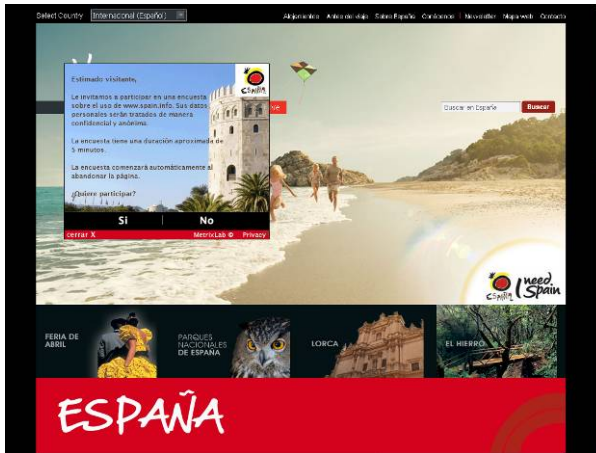 Select Country Internacional (Español)
Alojamientos Antes del viaje Sobre España Conócenos Newsletter Mapa web Contacto
Estimado visitante,
Le invitamos a participar en una encuesta
sobre el uso de www.spain.info. Sus datos
personales serán tratados de manera
confidencial y anónima.
La encuesta tiene una duración aproximada de
5 minutos.
La encuesta comenzará automáticamente al
abandonar la página.
¿Quiere participar?
Si No
cerrar X MetrixLab © Privacy
ESPAÑA
Buscar en España Buscar
ESPAÑA
I need
Spain
FERIA DE
ABRIL
PARQUES
NACIONALES
DE ESPAÑA
LORCA
EL HIERRO
ESPAÑA